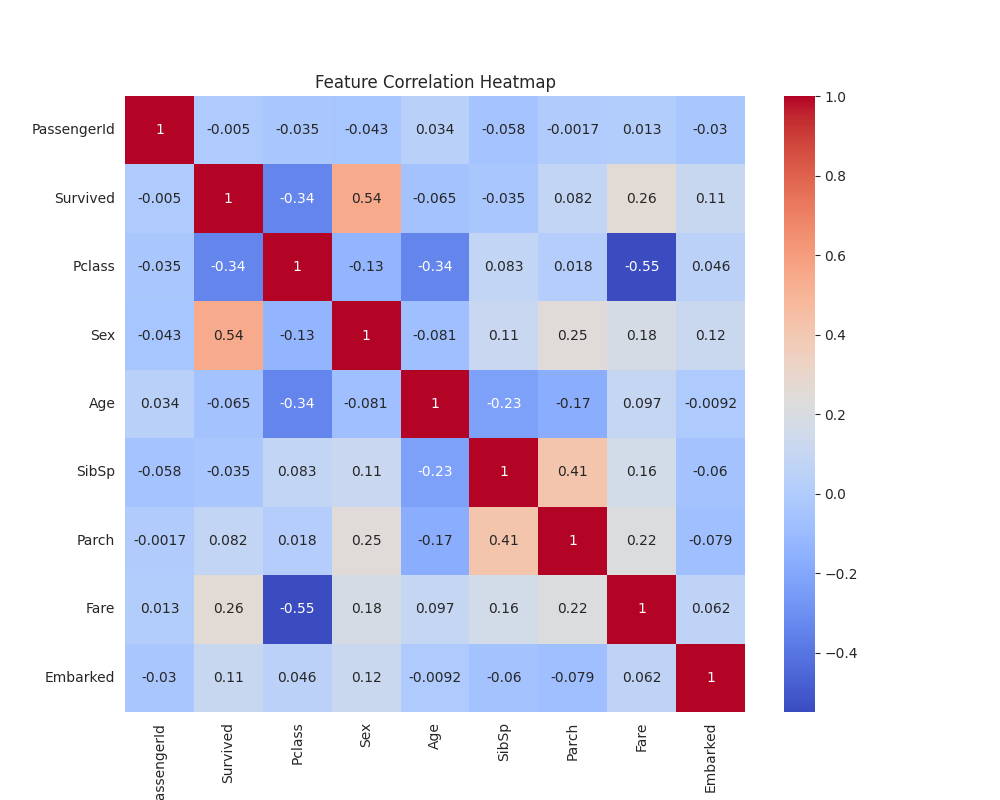 Feature Correlation Heatmap
PassengerId 1 -0.005 -0.035 -0.043 0.034 -0.058 -0.0017 0.013 -0.03
Survived -0.005 1 -0.34 0.54 -0.065 -0.035 0.082 0.26 0.11
Pclass -0.035 -0.34 1 -0.13 -0.34 0.083 0.018 -0.55 0.046
Sex -0.043 0.54 -0.13 1 -0.081 0.11 0.25 0.18 0.12
Age 0.034 -0.065 -0.34 -0.081 1 -0.23 -0.17 0.097 -0.0092
SibSp -0.058 -0.035 0.083 0.11 -0.23 1 0.41 0.16 -0.06
Parch -0.0017 0.082 0.018 0.25 -0.17 0.41 1 0.22 -0.079
Fare 0.013 0.26 -0.55 0.18 0.097 0.16 0.22 1 0.062
Embarked -0.03 0.11 0.046 0.12 -0.0092 -0.06 -0.079 0.062 1
assengerId Survived Pclass Sex Age SibSp Parch Fare Embarked
1.0
0.8
0.6
0.4
0.2
0.0
−0.2
−0.4